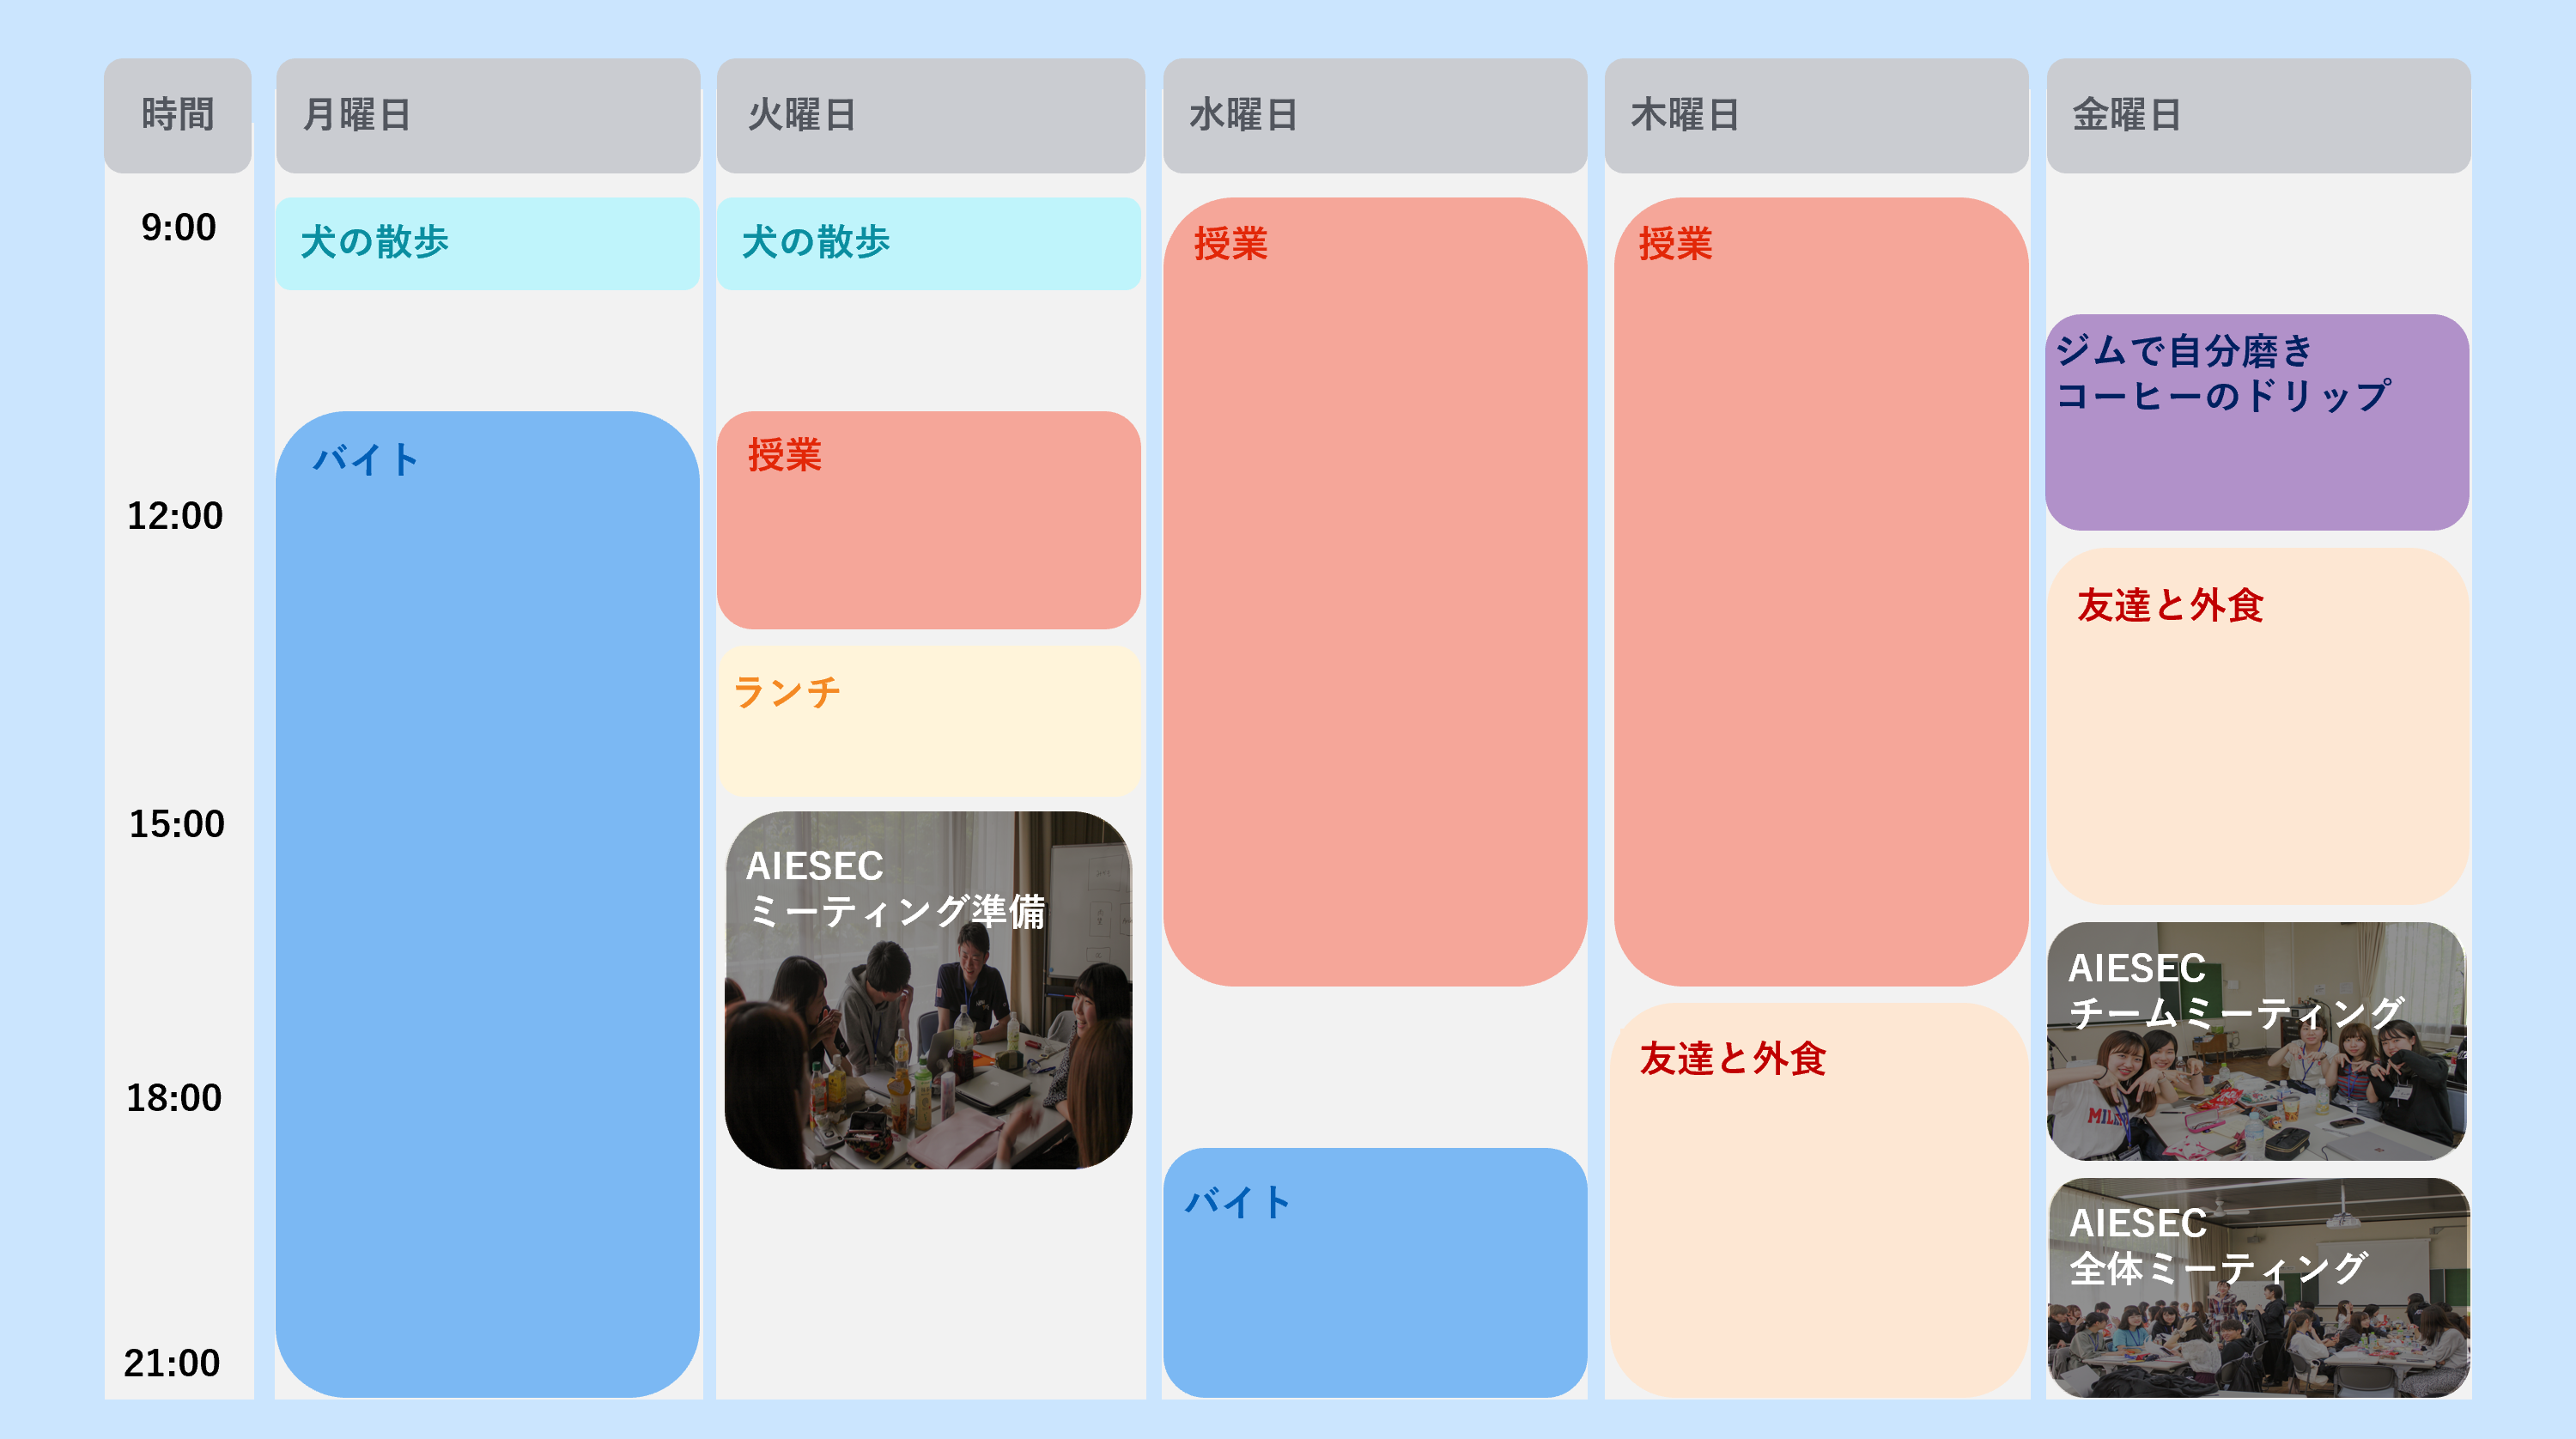 時間
月曜日
火曜日
水曜日
木曜日
金曜日
9:00
12:00
15:00
18:00
21:00
犬の散歩
バイト
犬の散歩
授業
ランチ
AIESEC
ミーティング準備
授業
バイト
授業
友達と外食
ジムで自分磨き
コーヒーのドリップ
友達と外食
AIESEC
チームミーティング
AIESEC
全体ミーティング